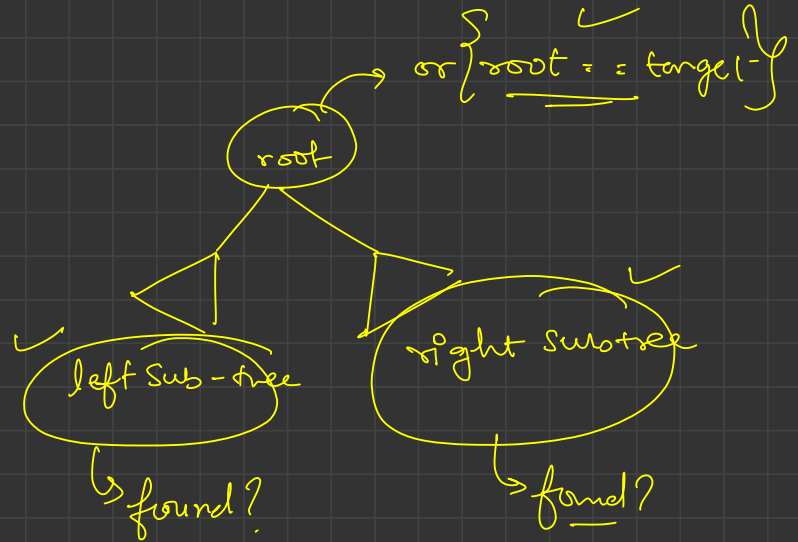 or { root == target }
root
left sub-tree
right subtree
found?
found?